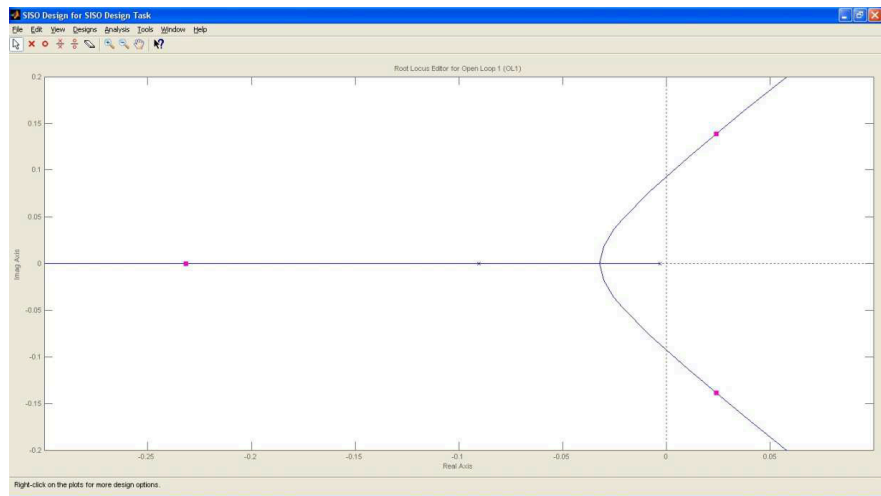 SISO Design for SISO Design Task
File Edit View Designs Analysis Tools Window Help
Root Locus Editor for Open Loop 1 (OL1)
0.2
0.15
0.1
0.05
0
-0.05
-0.1
-0.15
-0.2
Imag Axis
-0.25 -0.2 -0.15 -0.1 -0.05 0 0.05
Real Axis
Right-click on the plots for more design options.